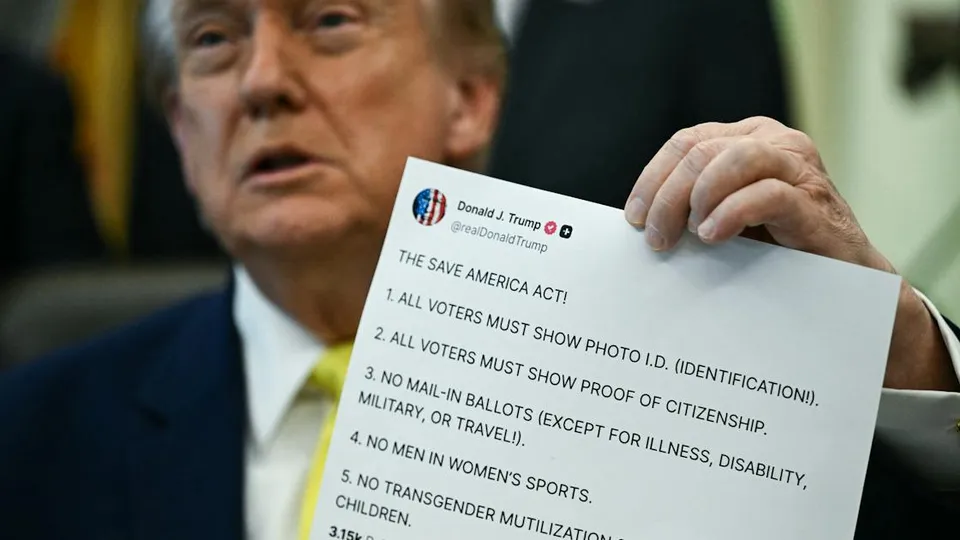 Donald J. Trump
@realDonaldTrump
THE SAVE AMERICA ACT!
1. ALL VOTERS MUST SHOW PHOTO I.D. (IDENTIFICATION!).
2. ALL VOTERS MUST SHOW PROOF OF CITIZENSHIP.
3. NO MAIL-IN BALLOTS (EXCEPT FOR ILLNESS, DISABILITY,
MILITARY, OR TRAVEL!).
4. NO MEN IN WOMEN'S SPORTS.
5. NO TRANSGENDER MUTILIZATION
CHILDREN.
3.15k